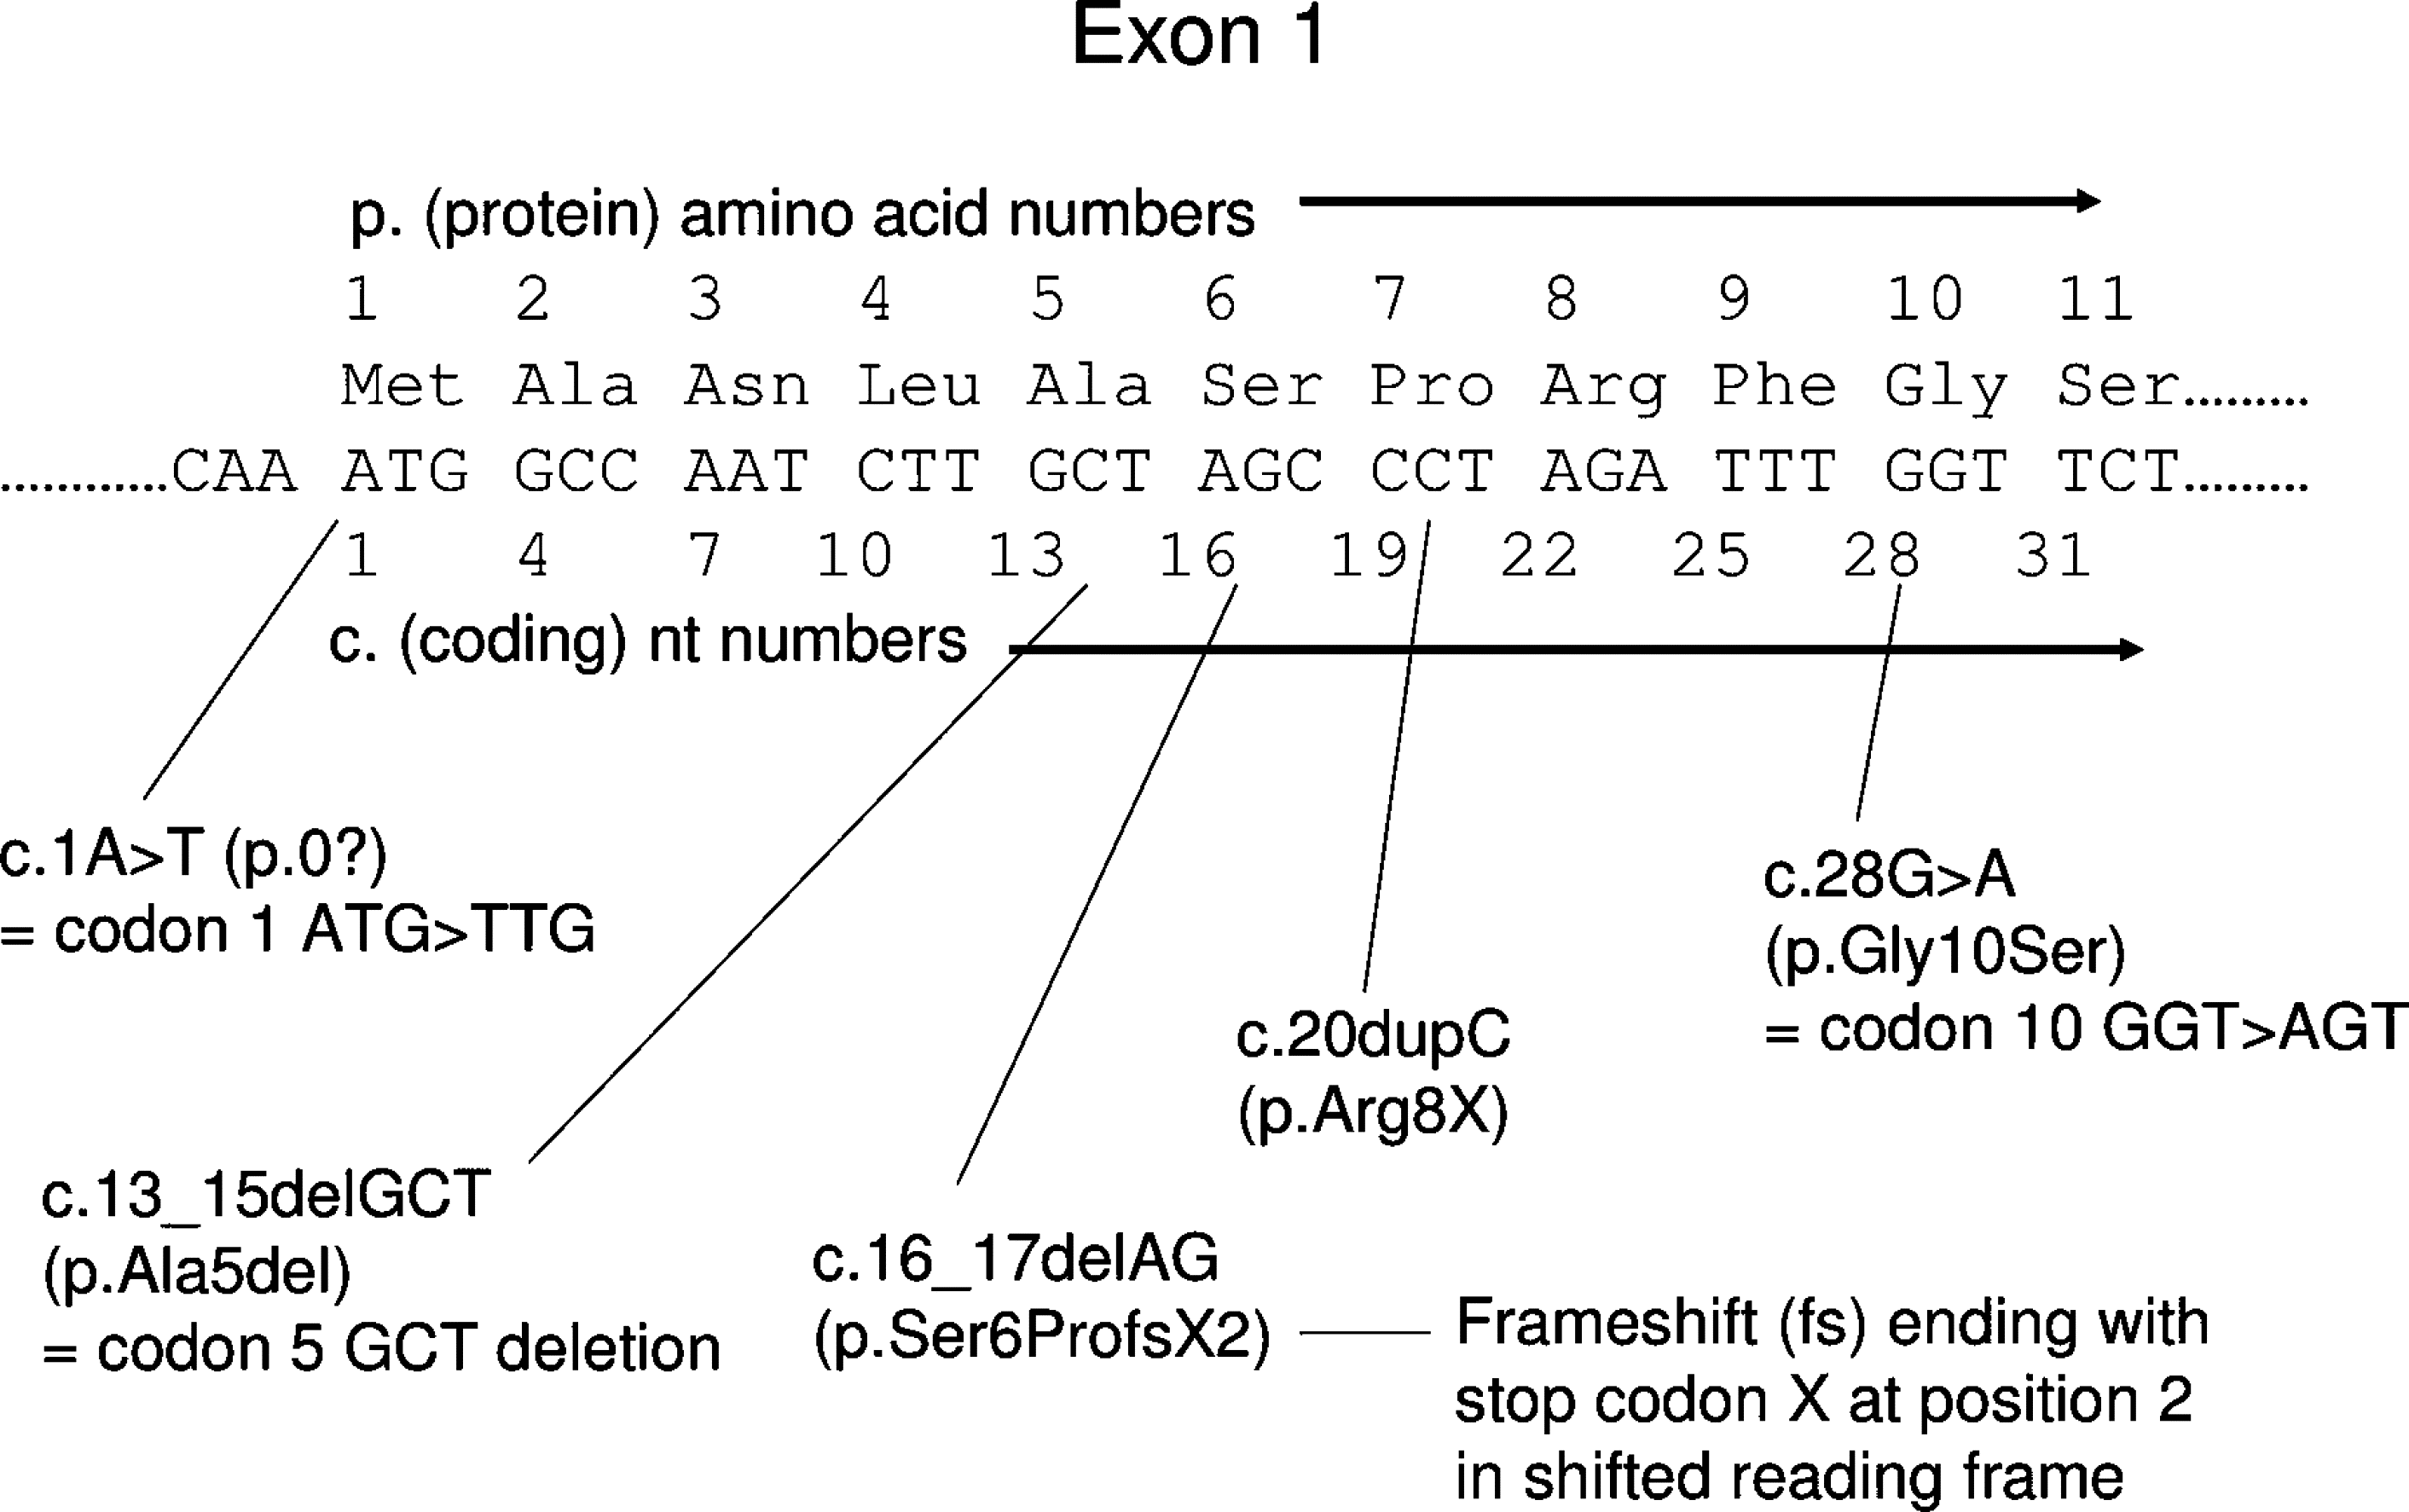 Exon 1
p. (protein) amino acid numbers
1 2 3 4 5 6 7 8 9 10 11
Met Ala Asn Leu Ala Ser Pro Arg Phe Gly Ser.........
............CAA ATG GCC AAT CTT GCT AGC CCT AGA TTT GGT TCT.........
1 4 7 10 13 16 19 22 25 28 31
c. (coding) nt numbers
c.1A>T (p.0?)
= codon 1 ATG>TTG
c.28G>A
(p.Gly10Ser)
= codon 10 GGT>AGT
c.20dupC
(p.Arg8X)
c.13_15delGCT
(p.Ala5del)
= codon 5 GCT deletion
c.16_17delAG
(p.Ser6ProfsX2)
Frameshift (fs) ending with
stop codon X at position 2
in shifted reading frame